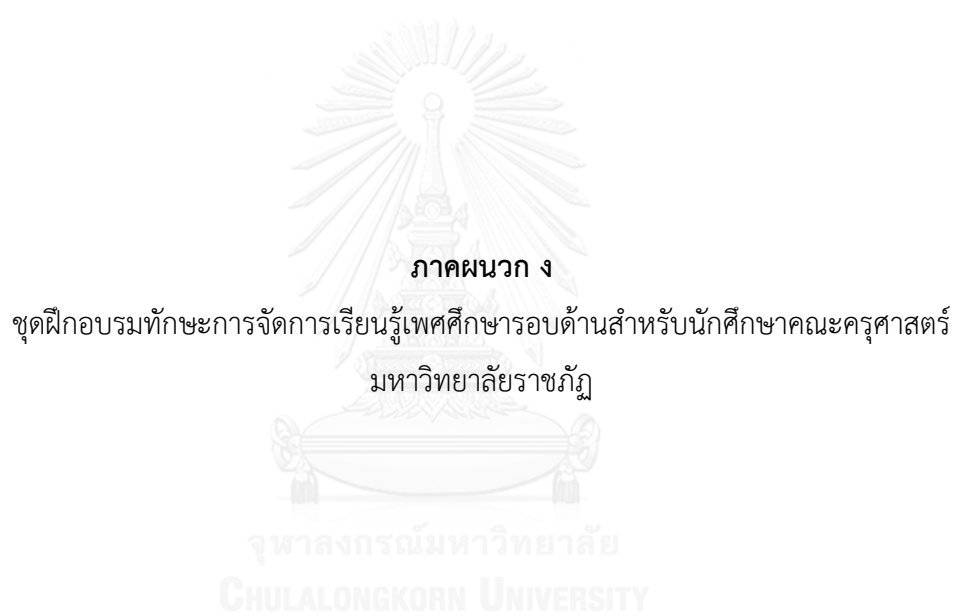 ภาคผนวก ง
ชุดฝึกอบรมทักษะการจัดการเรียนรู้เพศศึกษารอบด้านสำหรับนักศึกษาคณะครุศาสตร์
มหาวิทยาลัยราชภัฏ
จุฬาลงกรณ์มหาวิทยาลัย
CHULALONGKORN UNIVERSITY